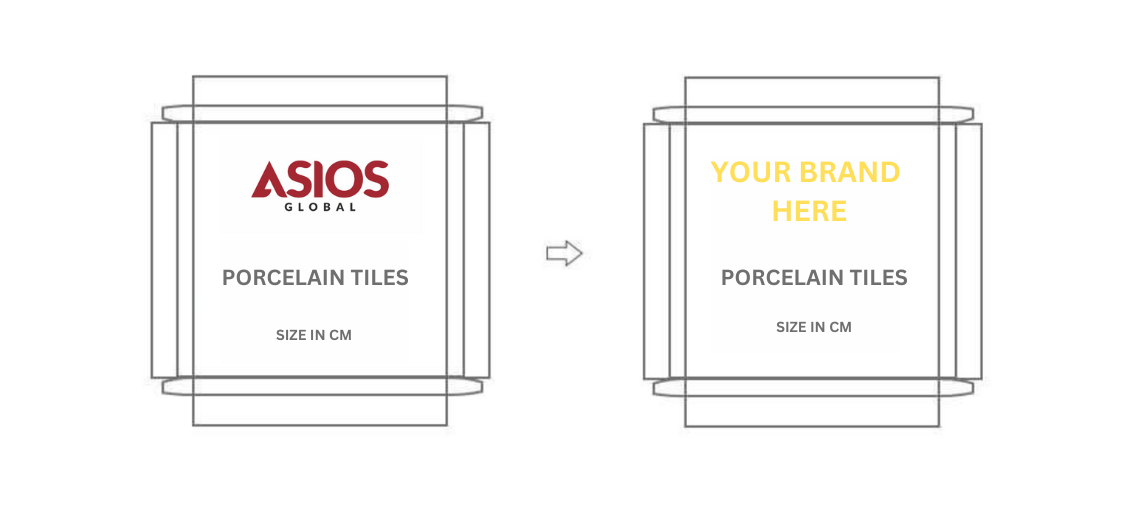 ASIOS
GLOBAL
PORCELAIN TILES
SIZE IN CM
YOUR BRAND
HERE
PORCELAIN TILES
SIZE IN CM